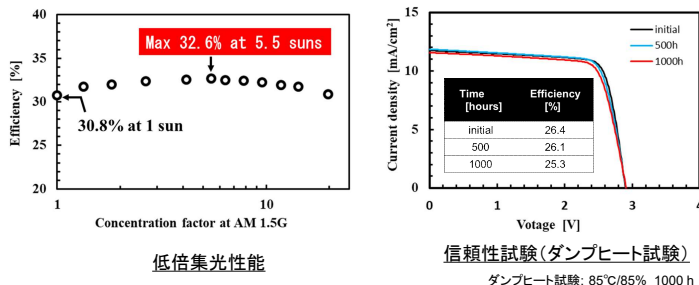 40
35
30
25
20
Efficiency [%]
Max 32.6% at 5.5 suns
30.8% at 1 sun
1
10
Concentration factor at AM 1.5G
低倍集光性能
15
10
5
0
Current density [mA/cm²]
initial
500h
1000h
Time [hours] Efficiency [%]
initial 26.4
500 26.1
1000 25.3
0 1 2 3 4
Votage [V]
信頼性試験(ダンプヒート試験)
ダンプヒート試験: 85℃/85% 1000 h